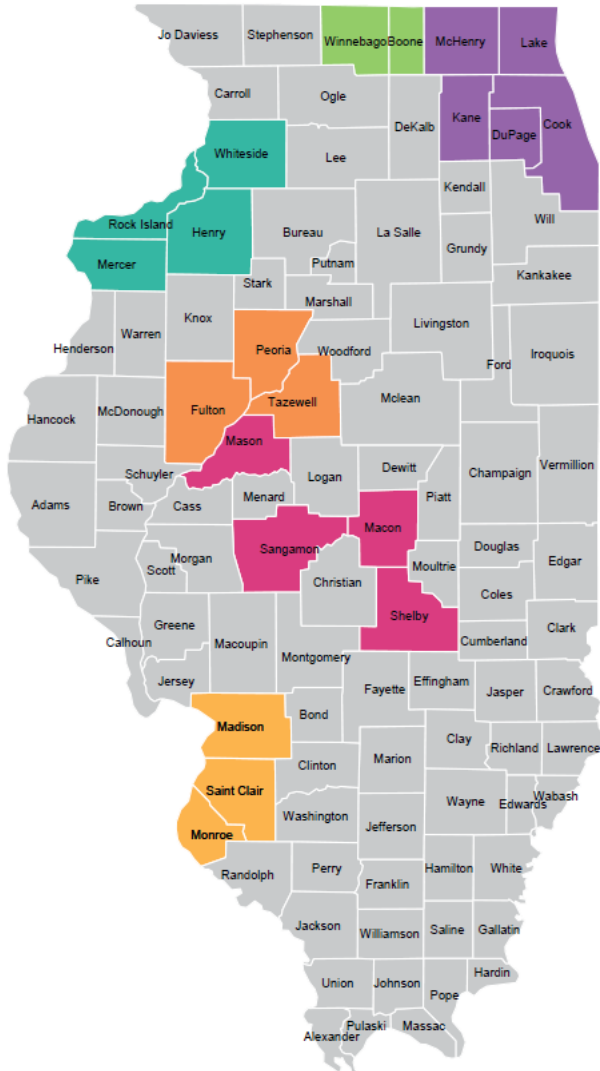 Jo Daviess
Stephenson
Winnebago
Boone
McHenry
Lake
Carroll
Ogle
DeKalb
Kane
Cook
DuPage
Whiteside
Lee
Kendall
Will
Rock Island
Henry
Bureau
La Salle
Grundy
Mercer
Putnam
Kankakee
Stark
Marshall
Knox
Warren
Henderson
Peoria
Woodford
Livingston
Ford
Iroquois
Hancock
McDonough
Fulton
Tazewell
Mclean
Mason
Schuyler
Logan
Dewitt
Champaign
Vermillion
Adams
Brown
Cass
Menard
Piatt
Macon
Sangamon
Pike
Scott
Morgan
Christian
Moultrie
Douglas
Edgar
Coles
Shelby
Greene
Calhoun
Macoupin
Montgomery
Cumberland
Clark
Jersey
Fayette
Effingham
Jasper
Crawford
Madison
Bond
Clay
Richland
Lawrence
Marion
Clinton
Saint Clair
Wayne
Edwards
Wabash
Monroe
Washington
Jefferson
Randolph
Perry
Franklin
Hamilton
White
Jackson
Williamson
Saline
Gallatin
Union
Johnson
Pope
Hardin
Alexander
Pulaski
Massac